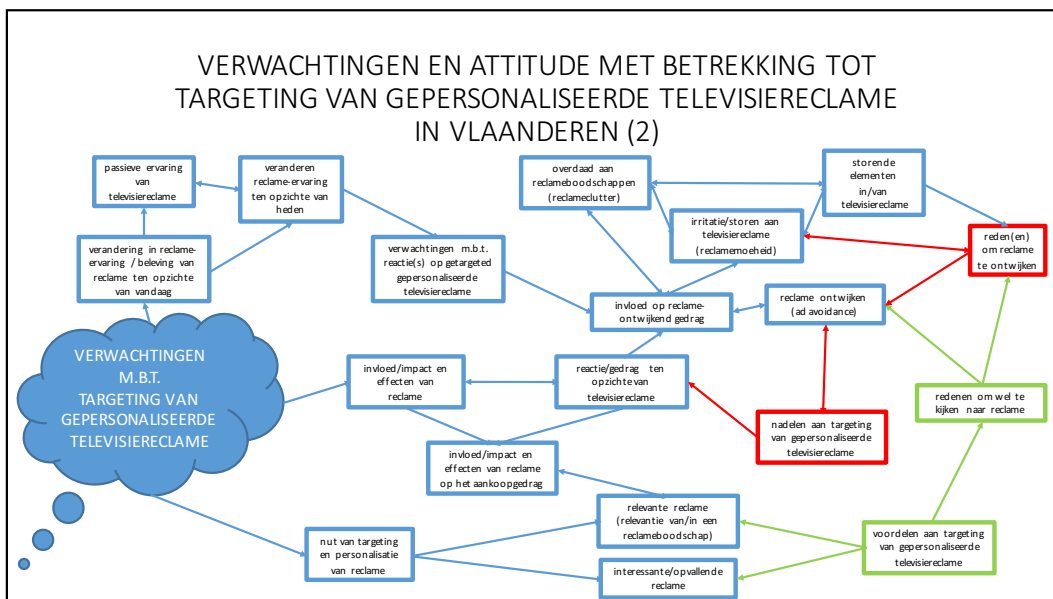 VERWACHTINGEN EN ATTITUDE MET BETREKKING TOT
TARGETING VAN GEPERSONALISEERDE TELEVISIERECLAME
IN VLAANDEREN (2)
passieve ervaring
van
televisiereclame
veranderen
reclame-ervaring
ten opzichte van
heden
overdaad aan
reclameboodschappen
(reclameclutter)
storende
elementen
in/van
televisiereclame
irritatie/storen aan
televisiereclame
(reclamemoeheid)
reden(en)
om reclame
te ontwijken
verandering in reclame-
ervaring / beleving van
reclame ten opzichte
van vandaag
verwachtingen m.b.t.
reactie(s) op getargeted
gepersonaliseerde
televisiereclame
invloed op reclame-
ontwijkend gedrag
reclame ontwijken
(ad avoidance)
VERWACHTINGEN
M.B.T.
TARGETING VAN
GEPERSONALISEERDE
TELEVISIERECLAME
invloed/impact en
effecten van
reclame
reactie/gedrag ten
opzichte van
televisiereclame
redenen om wel te
kijken naar reclame
nadelen aan targeting
van gepersonaliseerde
televisiereclame
invloed/impact en
effecten van reclame
op het aankoopgedrag
relevante reclame
(relevantie van/in een
reclameboodschap)
nut van targeting
en personalisatie
van reclame
voordelen aan targeting
van gepersonaliseerde
televisiereclame
interessante/opvallende
reclame